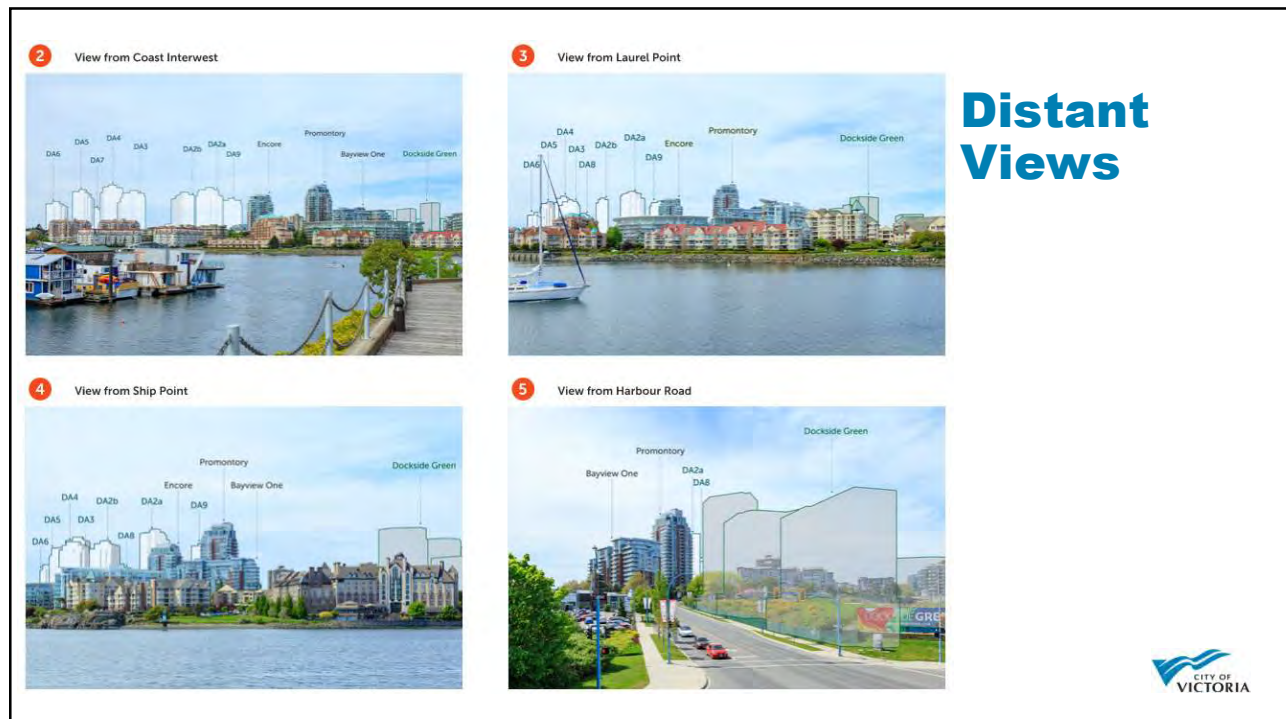 2 View from Coast Interwest
DA6
DA5
DA7
DA4
DA3
DA2b
DA2a
DA9
Encore
Promontory
Bayview One
Dockside Green
3 View from Laurel Point
DA6
DA5
DA4
DA3
DA8
DA2b
DA2a
DA9
Encore
Promontory
Dockside Green
Distant
Views
4 View from Ship Point
DA6
DA5
DA4
DA3
DA2b
DA8
DA2a
Encore
DA9
Promontory
Bayview One
Dockside Green
5 View from Harbour Road
Bayview One
Promontory
DA2a
DA8
Dockside Green
CITY OF
VICTORIA